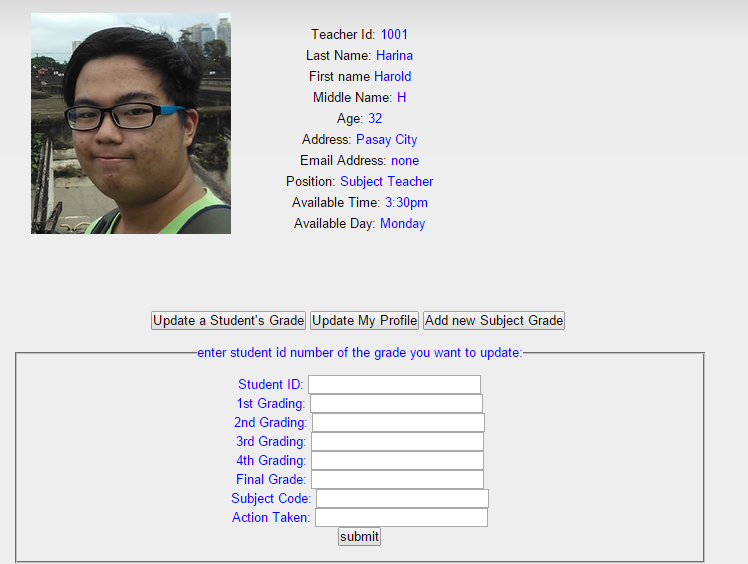 Teacher Id: 1001
Last Name: Harina
First name Harold
Middle Name: H
Age: 32
Address: Pasay City
Email Address: none
Position: Subject Teacher
Available Time: 3:30pm
Available Day: Monday
Update a Student's Grade Update My Profile Add new Subject Grade
enter student id number of the grade you want to update:
Student ID:
1st Grading:
2nd Grading:
3rd Grading:
4th Grading:
Final Grade:
Subject Code:
Action Taken:
submit